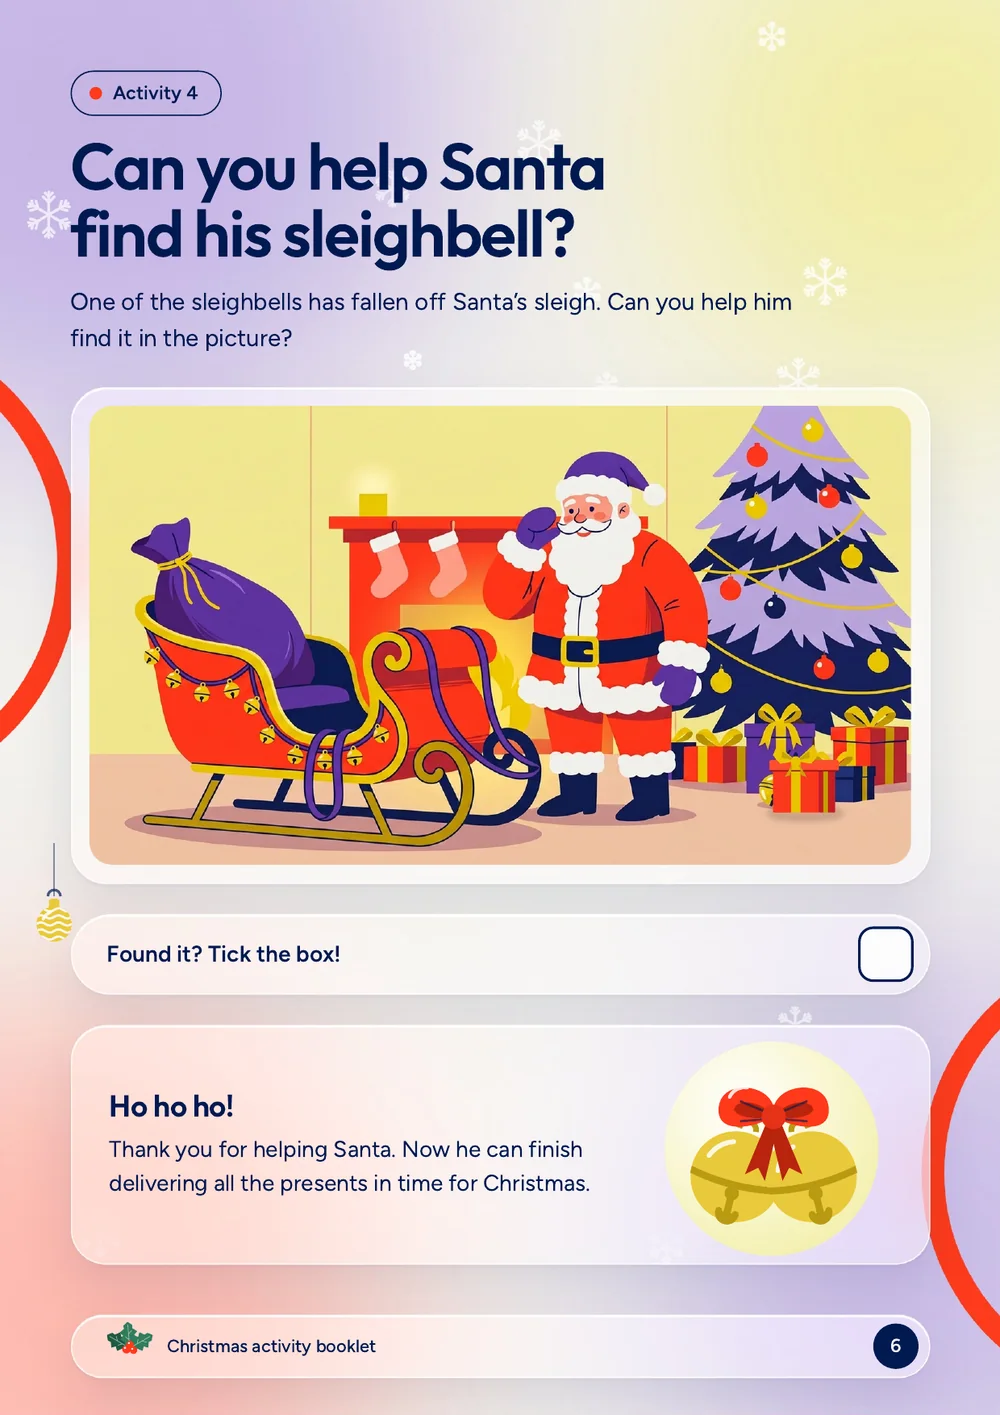 Activity 4
Can you help Santa
find his sleighbell?
One of the sleighbells has fallen off Santa’s sleigh. Can you help him
find it in the picture?
Found it? Tick the box!
Ho ho ho!
Thank you for helping Santa. Now he can finish
delivering all the presents in time for Christmas.
Christmas activity booklet
6